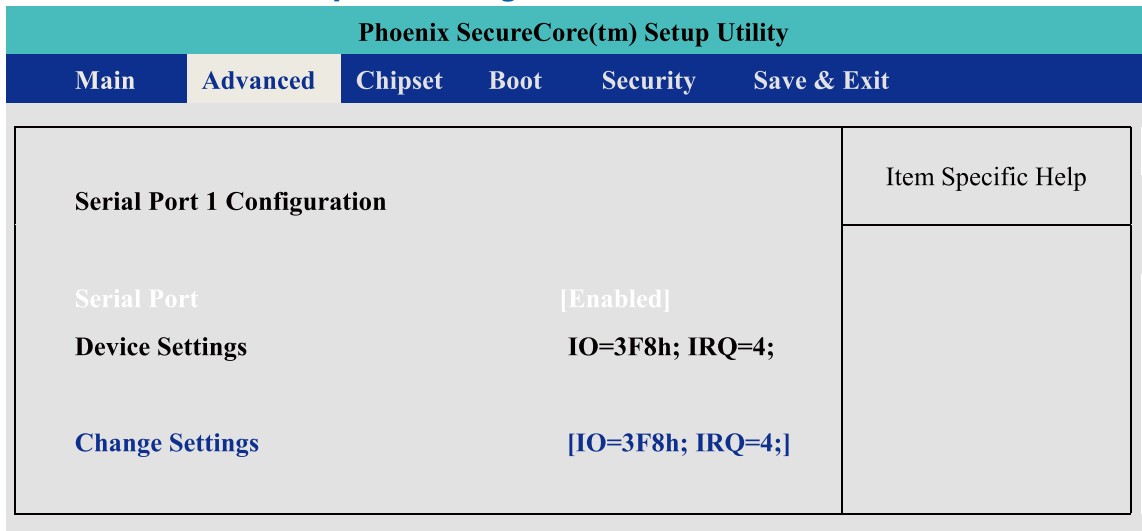 Phoenix SecureCore(tm) Setup Utility
Main Advanced Chipset Boot Security Save & Exit
Serial Port 1 Configuration
Item Specific Help
Serial Port [Enabled]
Device Settings IO=3F8h; IRQ=4;
Change Settings [IO=3F8h; IRQ=4;]